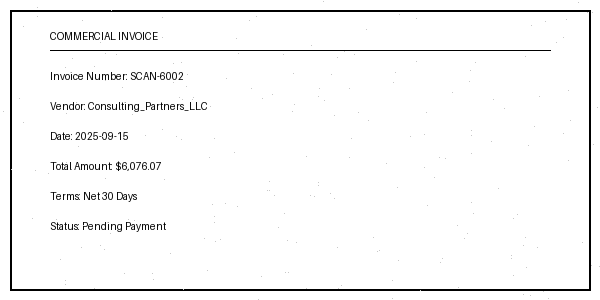 COMMERCIAL INVOICE
Invoice Number: SCAN-6002
Vendor: Consulting_Partners_LLC
Date: 2025-09-15
Total Amount: $6,076.07
Terms: Net 30 Days
Status: Pending Payment